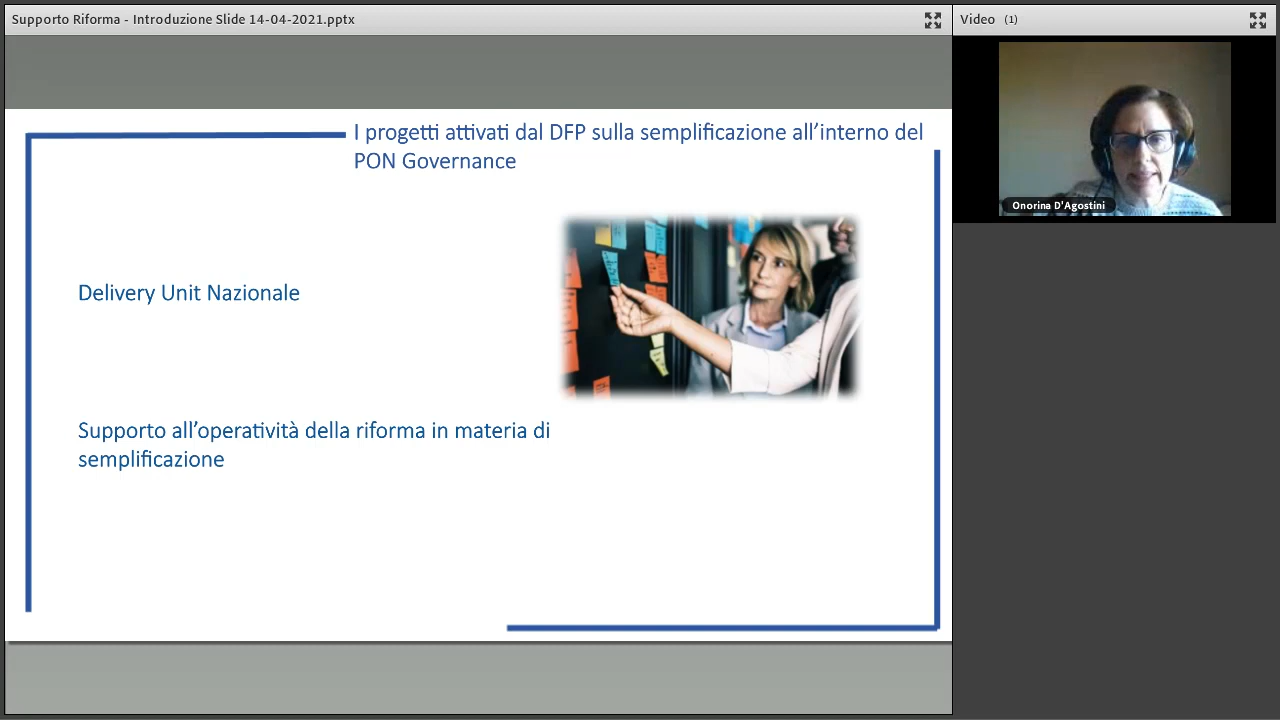 Supporto Riforma - Introduzione Slide 14-04-2021.pptx
Video (1)
I progetti attivati dal DFP sulla semplificazione all’interno del
PON Governance
Delivery Unit Nazionale
Supporto all’operatività della riforma in materia di
semplificazione
Onorina D'Agostini